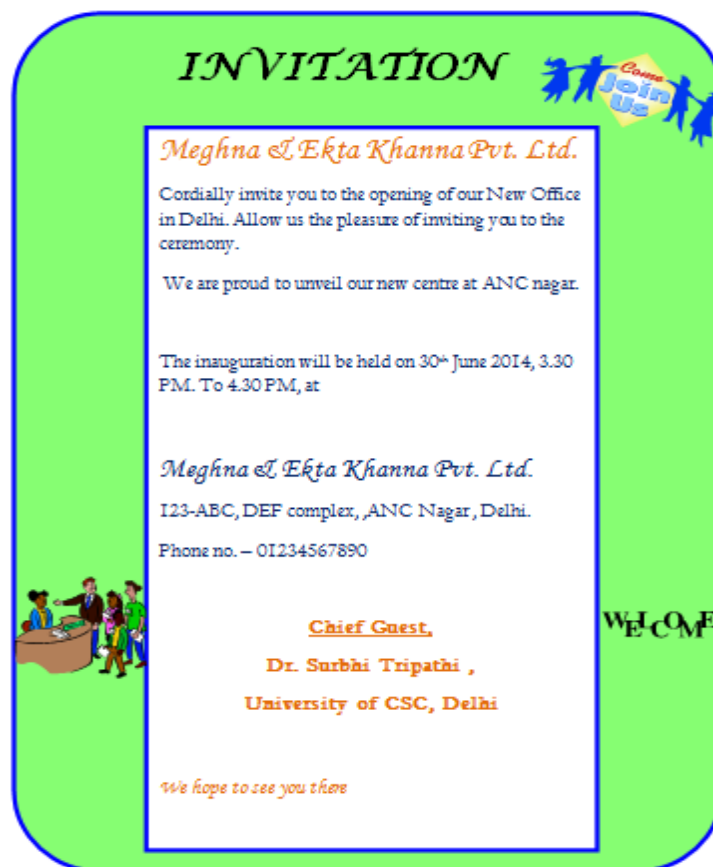 INVITATION
Come
Join
Us
Meghna & Ekta Khanna Pvt. Ltd.
Cordially invite you to the opening of our New Office
in Delhi. Allow us the pleasure of inviting you to the
ceremony.
We are proud to unveil our new centre at ANC nagar.
The inauguration will be held on 30th June 2014, 3.30
PM. To 4.30 PM, at
Meghna & Ekta Khanna Pvt. Ltd.
123-ABC, DEF complex, ,ANC Nagar, Delhi.
Phone no. – 01234567890
WELCOME
Chief Guest,
Dr. Surbhi Tripathi ,
University of CSC, Delhi
We hope to see you there